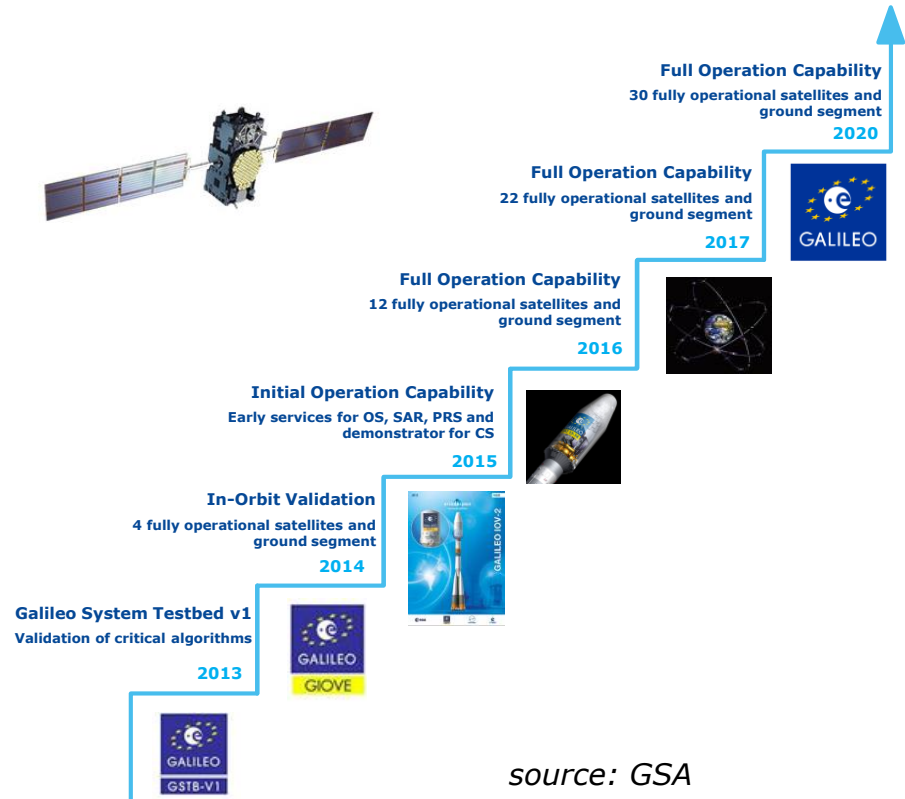 Full Operation Capability
30 fully operational satellites and
ground segment
2020
Full Operation Capability
22 fully operational satellites and
ground segment
2017
GALILEO
Full Operation Capability
12 fully operational satellites and
ground segment
2016
Initial Operation Capability
Early services for OS, SAR, PRS and
demonstrator for CS
2015
In-Orbit Validation
4 fully operational satellites and
ground segment
2014
GALILEO IOV-2
Galileo System Testbed v1
Validation of critical algorithms
2013
GALILEO
GIOVE
GALILEO
GSTB-V1
source: GSA